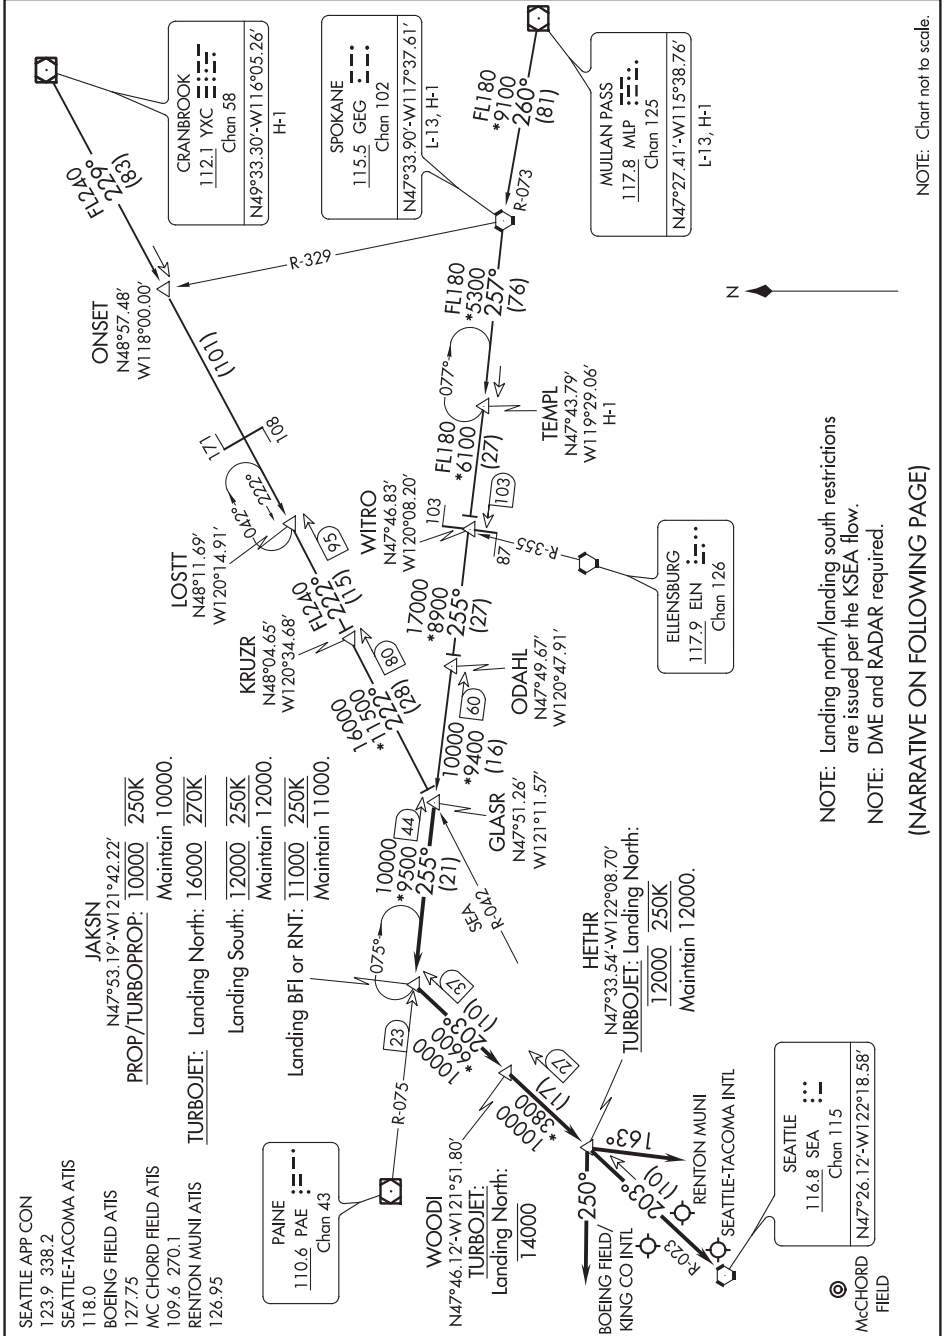 SEATTLE APP CON
123.9 338.2
SEATTLE-TACOMA ATIS
118.0
BOEING FIELD ATIS
127.75
MC CHORD FIELD ATIS
109.6 270.1
RENTON MUNI ATIS
126.95
JAKSN
N47°53.19'-W121°42.22'
PROP/TURBOPROP: 10000 250K
Maintain 10000.
TURBOJET: Landing North: 16000 270K
Landing South: 12000 250K
Maintain 12000.
Landing BFI or RNT: 11000 250K
Maintain 11000.
CRANBROOK
112.1 YXC
Chan 58
N49°33.30'-W116°05.26'
H-1
FL240
229°
(83)
ONSET
N48°57.48'
W118°00.00'
R-329
(101)
171
108
LOSTT
N48°11.69'
W120°14.91'
042°
222°
95
FL240
222°
(15)
KRUZR
N48°04.65'
W120°34.68'
80
16000
*11500
222°
(28)
SPOKANE
115.5 GEG
Chan 102
N47°33.90'-W117°37.61'
L-13, H-1
MULLAN PASS
117.8 MLP
Chan 125
N47°27.41'-W115°38.76'
L-13, H-1
FL180
*9100
260°
(81)
R-073
FL180
*5300
257°
(76)
077°
TEMPL
N47°43.79'
W119°29.06'
H-1
FL180
*6100
(27)
103
WITRO
N47°46.83'
W120°08.20'
103
87
R-355
ELLENSBURG
117.9 ELN
Chan 126
17000
*8900
255°
(27)
ODAHL
N47°49.67'
W120°47.91'
60
10000
*9400
(16)
GLASR
N47°51.26'
W121°11.57'
44
SEA
R-042
10000
*9500
255°
(21)
075°
23
R-075
PAINE
110.6 PAE
Chan 43
37
10000
*6600
203°
(10)
WOODI
N47°46.12'-W121°51.80'
TURBOJET:
Landing North:
14000
27
10000
*3800
(17)
HETHR
N47°33.54'-W122°08.70'
TURBOJET: Landing North:
12000 250K
Maintain 12000.
250°
163°
203°
(10)
R-023
BOEING FIELD/
KING CO INTL
RENTON MUNI
SEATTLE-TACOMA INTL
SEATTLE
116.8 SEA
Chan 115
N47°26.12'-W122°18.58'
McCHORD
FIELD
N
NOTE: Chart not to scale.
NOTE: Landing north/landing south restrictions
are issued per the KSEA flow.
NOTE: DME and RADAR required.
(NARRATIVE ON FOLLOWING PAGE)